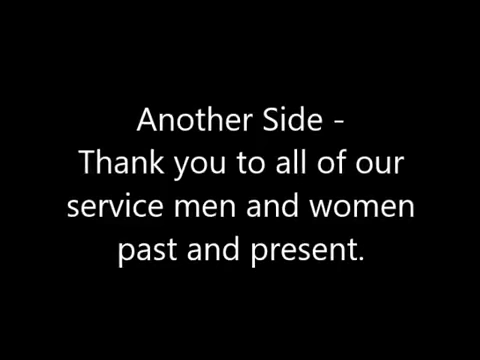 Another Side -
Thank you to all of our
service men and women
past and present.